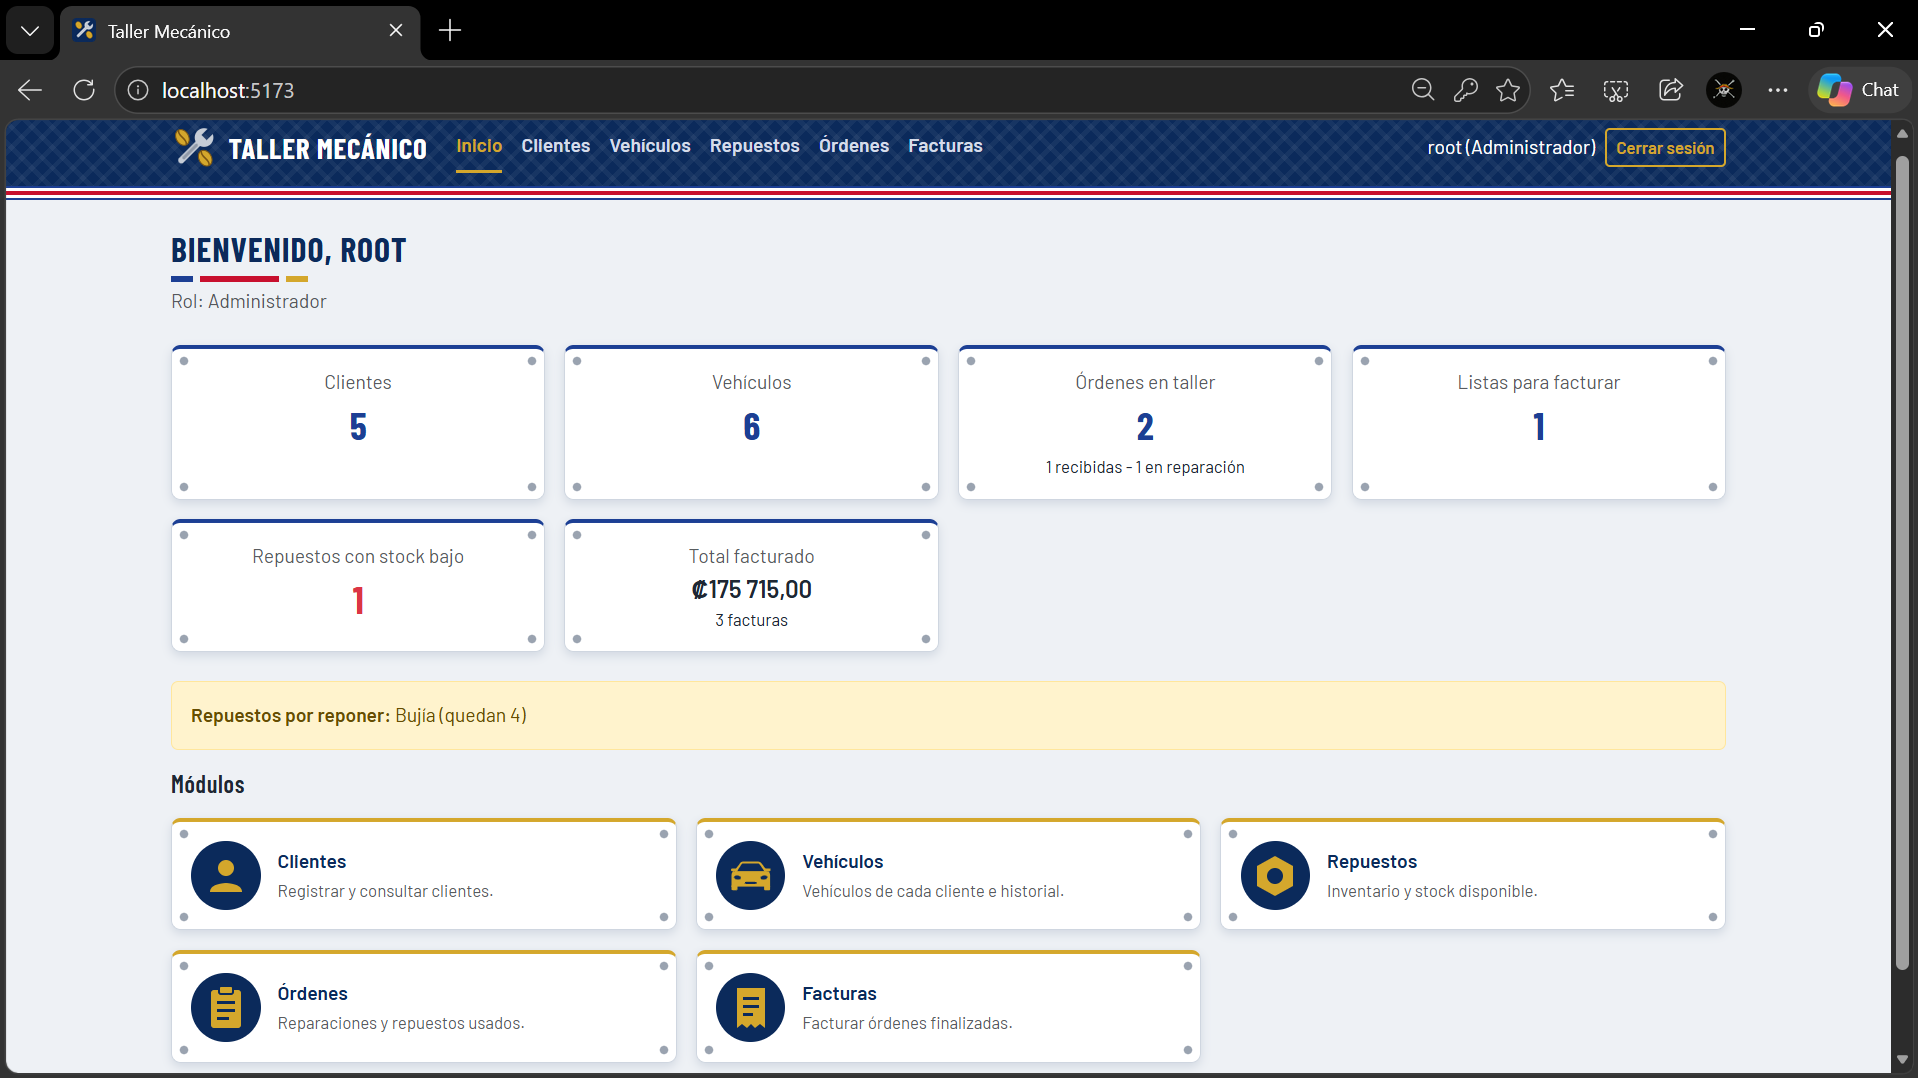 Taller Mecánico
localhost:5173
Chat
TALLER MECÁNICO
Inicio
Clientes
Vehículos
Repuestos
Órdenes
Facturas
root (Administrador)
Cerrar sesión
BIENVENIDO, ROOT
Rol: Administrador
Clientes
5
Vehículos
6
Órdenes en taller
2
1 recibidas - 1 en reparación
Listas para facturar
1
Repuestos con stock bajo
1
Total facturado
₡175 715,00
3 facturas
Repuestos por reponer: Bujía (quedan 4)
Módulos
Clientes
Registrar y consultar clientes.
Vehículos
Vehículos de cada cliente e historial.
Repuestos
Inventario y stock disponible.
Órdenes
Reparaciones y repuestos usados.
Facturas
Facturar órdenes finalizadas.